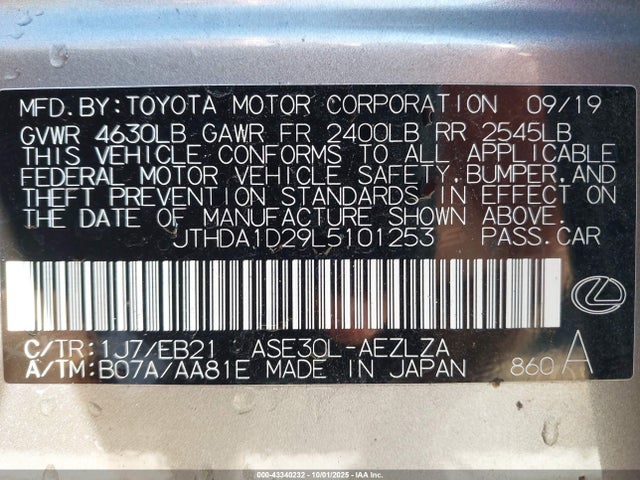 MFD.BY:TOYOTA MOTOR CORPORATION 09/19
GVWR 4630LB GAWR FR 2400LB RR 2545LB
THIS VEHICLE CONFORMS TO ALL APPLICABLE
FEDERAL MOTOR VEHICLE SAFETY,BUMPER,AND
THEFT PREVENTION STANDARDS IN EFFECT ON
THE DATE OF MANUFACTURE SHOWN ABOVE.
JTHDA1D29L5101253 PASS.CAR
C/TR:1J7/EB21 ASE30L-AEZLZA
A/TM:B07A/AA81E MADE IN JAPAN 860 A
000-43340232 - 10/01/2025 - IAA Inc.